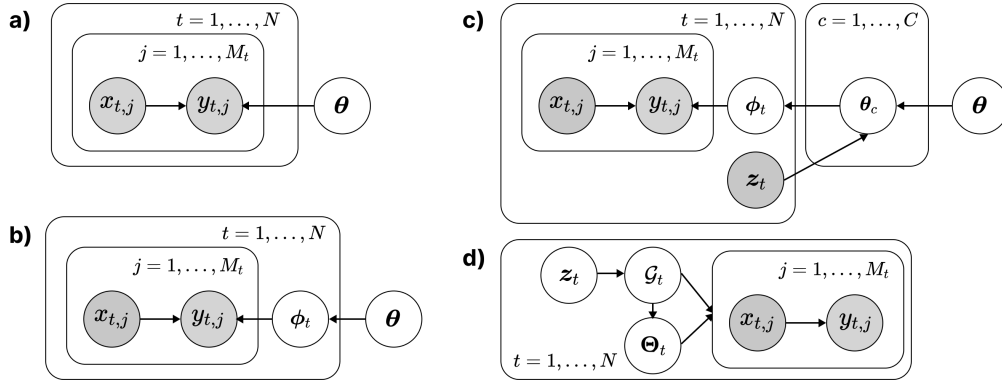 a)
t = 1, . . . , N
j = 1, . . . , M_t
x_{t,j}
y_{t,j}
θ
b)
t = 1, . . . , N
j = 1, . . . , M_t
x_{t,j}
y_{t,j}
ϕ_t
θ
c)
t = 1, . . . , N
c = 1, . . . , C
j = 1, . . . , M_t
x_{t,j}
y_{t,j}
ϕ_t
θ_c
θ
z_t
d)
z_t
𝒢_t
j = 1, . . . , M_t
x_{t,j}
y_{t,j}
Θ_t
t = 1, . . . , N